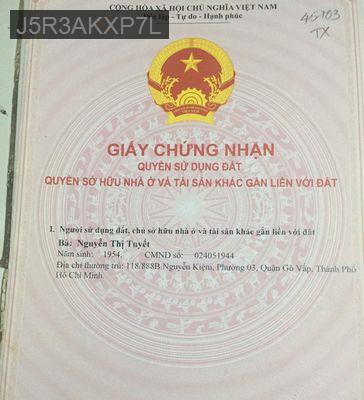 J5R3AKXP7L
CỘNG HÒA XÃ HỘI CHỦ NGHĨA VIỆT NAM
Độc lập - Tự do - Hạnh phúc
45703
TX
GIẤY CHỨNG NHẬN
QUYỀN SỬ DỤNG ĐẤT
QUYỀN SỞ HỮU NHÀ Ở VÀ TÀI SẢN KHÁC GẮN LIỀN VỚI ĐẤT
I. Người sử dụng đất, chủ sở hữu nhà ở và tài sản khác gắn liền với đất
Bà: Nguyễn Thị Tuyết
Năm sinh: 1954, CMND số: 024051944
Địa chỉ thường trú: 118/888B Nguyễn Kiệm, Phường 03, Quận Gò Vấp, Thành Phố
Hồ Chí Minh.